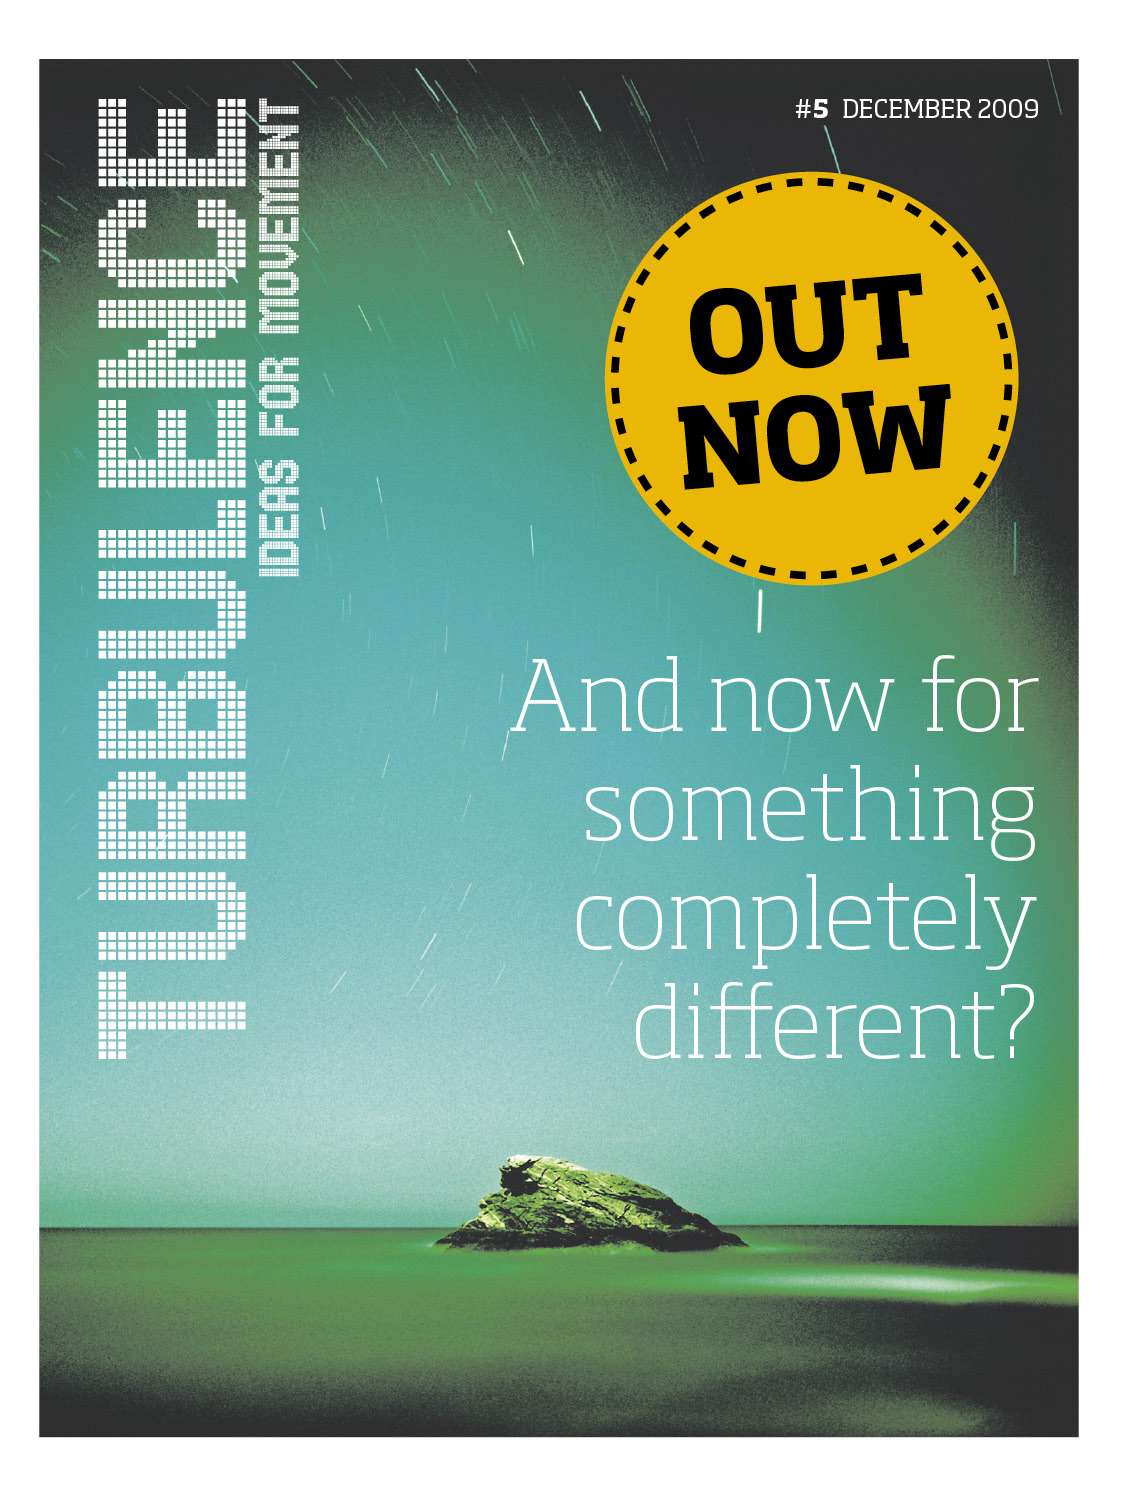 TURBULENCE
IDEAS FOR MOVEMENT
#5 DECEMBER 2009
OUT
NOW
And now for
something
completely
different?